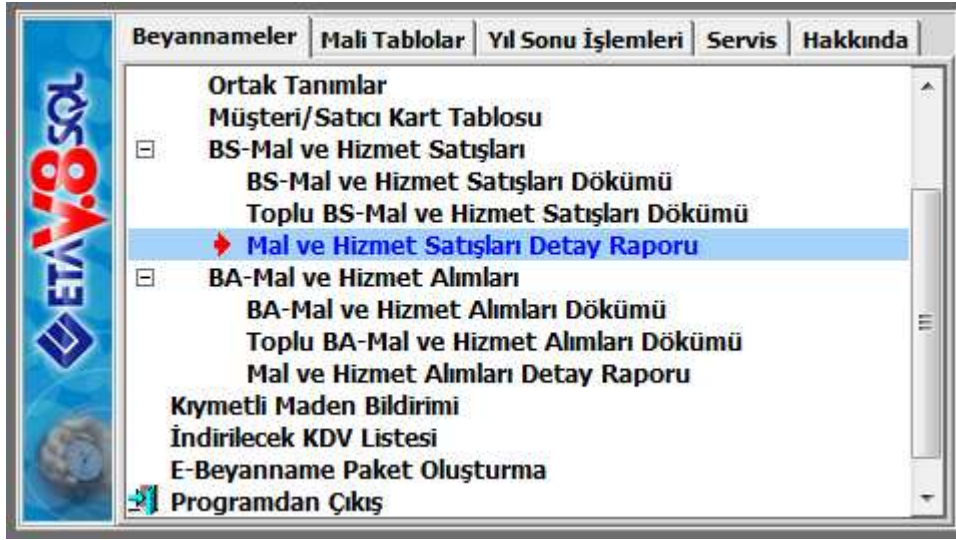 Beyannameler Mali Tablolar Yıl Sonu İşlemleri Servis Hakkında
Ortak Tanımlar
Müşteri/Satıcı Kart Tablosu
BS-Mal ve Hizmet Satışları
BS-Mal ve Hizmet Satışları Dökümü
Toplu BS-Mal ve Hizmet Satışları Dökümü
Mal ve Hizmet Satışları Detay Raporu
BA-Mal ve Hizmet Alımları
BA-Mal ve Hizmet Alımları Dökümü
Toplu BA-Mal ve Hizmet Alımları Dökümü
Mal ve Hizmet Alımları Detay Raporu
Kıymetli Maden Bildirimi
İndirilecek KDV Listesi
E-Beyanname Paket Oluşturma
Programdan Çıkış
ETA V.8 SQL